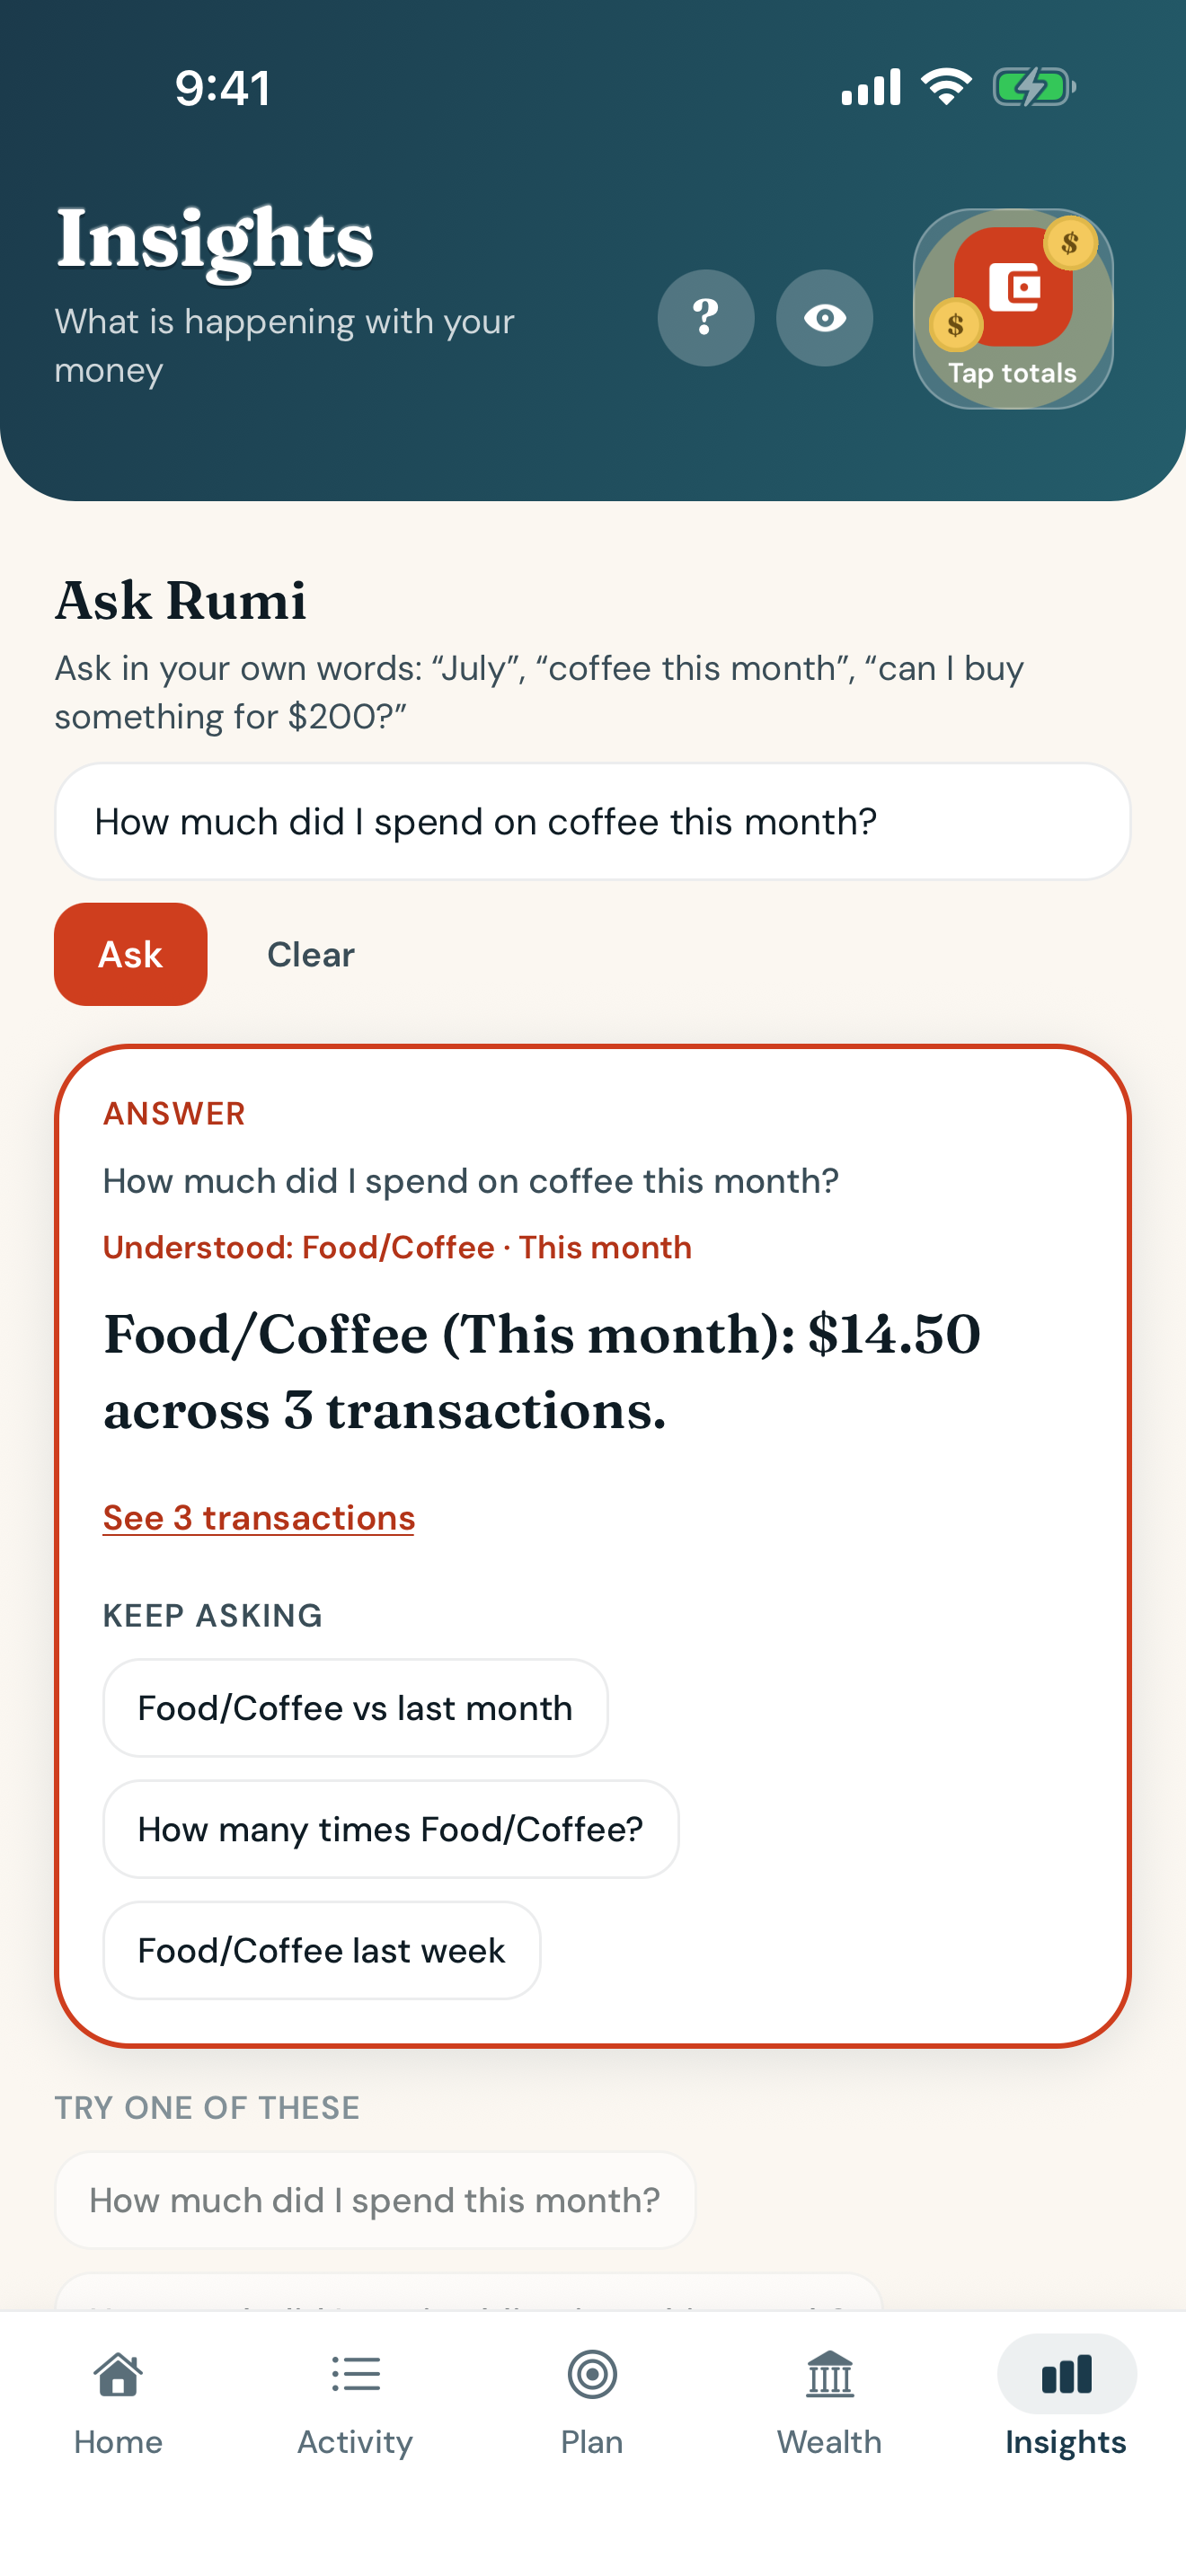 9:41
Insights
What is happening with your
money
?
$
$
Tap totals
Ask Rumi
Ask in your own words: “July”, “coffee this month”, “can I buy
something for $200?”
How much did I spend on coffee this month?
Ask
Clear
ANSWER
How much did I spend on coffee this month?
Understood: Food/Coffee · This month
Food/Coffee (This month): $14.50
across 3 transactions.
See 3 transactions
KEEP ASKING
Food/Coffee vs last month
How many times Food/Coffee?
Food/Coffee last week
TRY ONE OF THESE
How much did I spend this month?
Home
Activity
Plan
Wealth
Insights